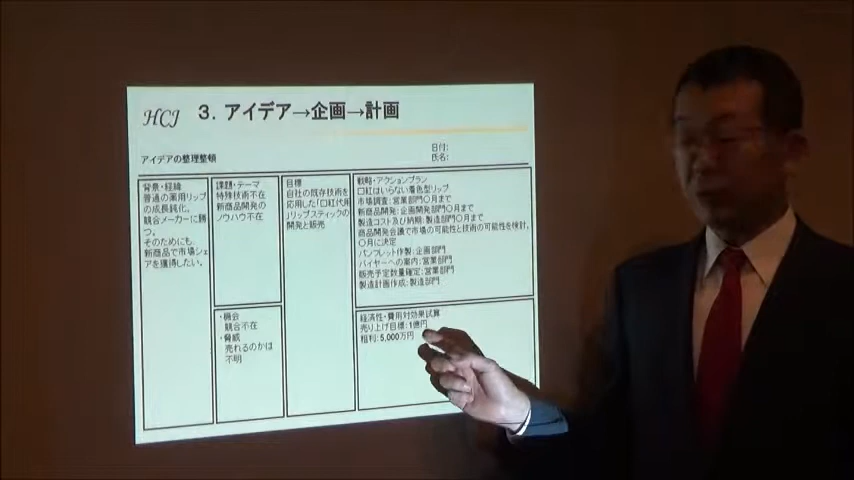 HCJ
3. アイデア→企画→計画
アイデアの整理整頓
日付:
氏名:
背景・経緯
普通の薬用リップ
の成長鈍化。
競合メーカーに勝
つ。
そのためにも、
新商品で市場シェ
アを獲得したい。
課題・テーマ
特殊技術不在
新商品開発の
ノウハウ不在
・機会
競合不在
・脅威
売れるのかは
不明
目標
自社の既存技術を
応用した「口紅代用
」リップスティックの
開発と販売
戦略・アクションプラン
口紅はいらない着色型リップ
市場調査:営業部門〇月まで
新商品開発:企画開発部門〇月まで
製造コスト及び納期:製造部門〇月まで
商品開発会議で市場の可能性と技術の可能性を検討。
〇月に決定
パンフレット作製:企画部門
バイヤーへの案内:営業部門
販売予定数量確定:営業部門
製造計画作成:製造部門
経済性・費用対効果試算
売り上げ目標:1億円
粗利:5,000万円